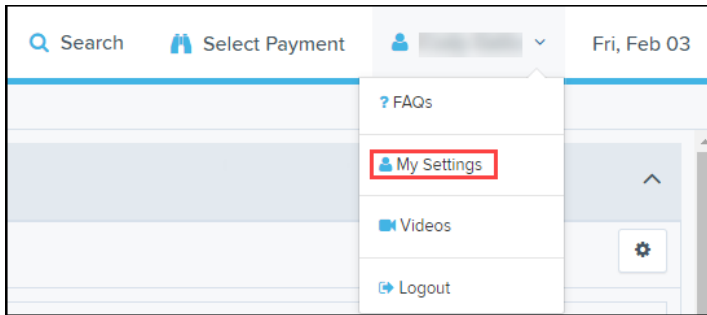 Search
Select Payment
Fri, Feb 03
? FAQs
My Settings
Videos
Logout